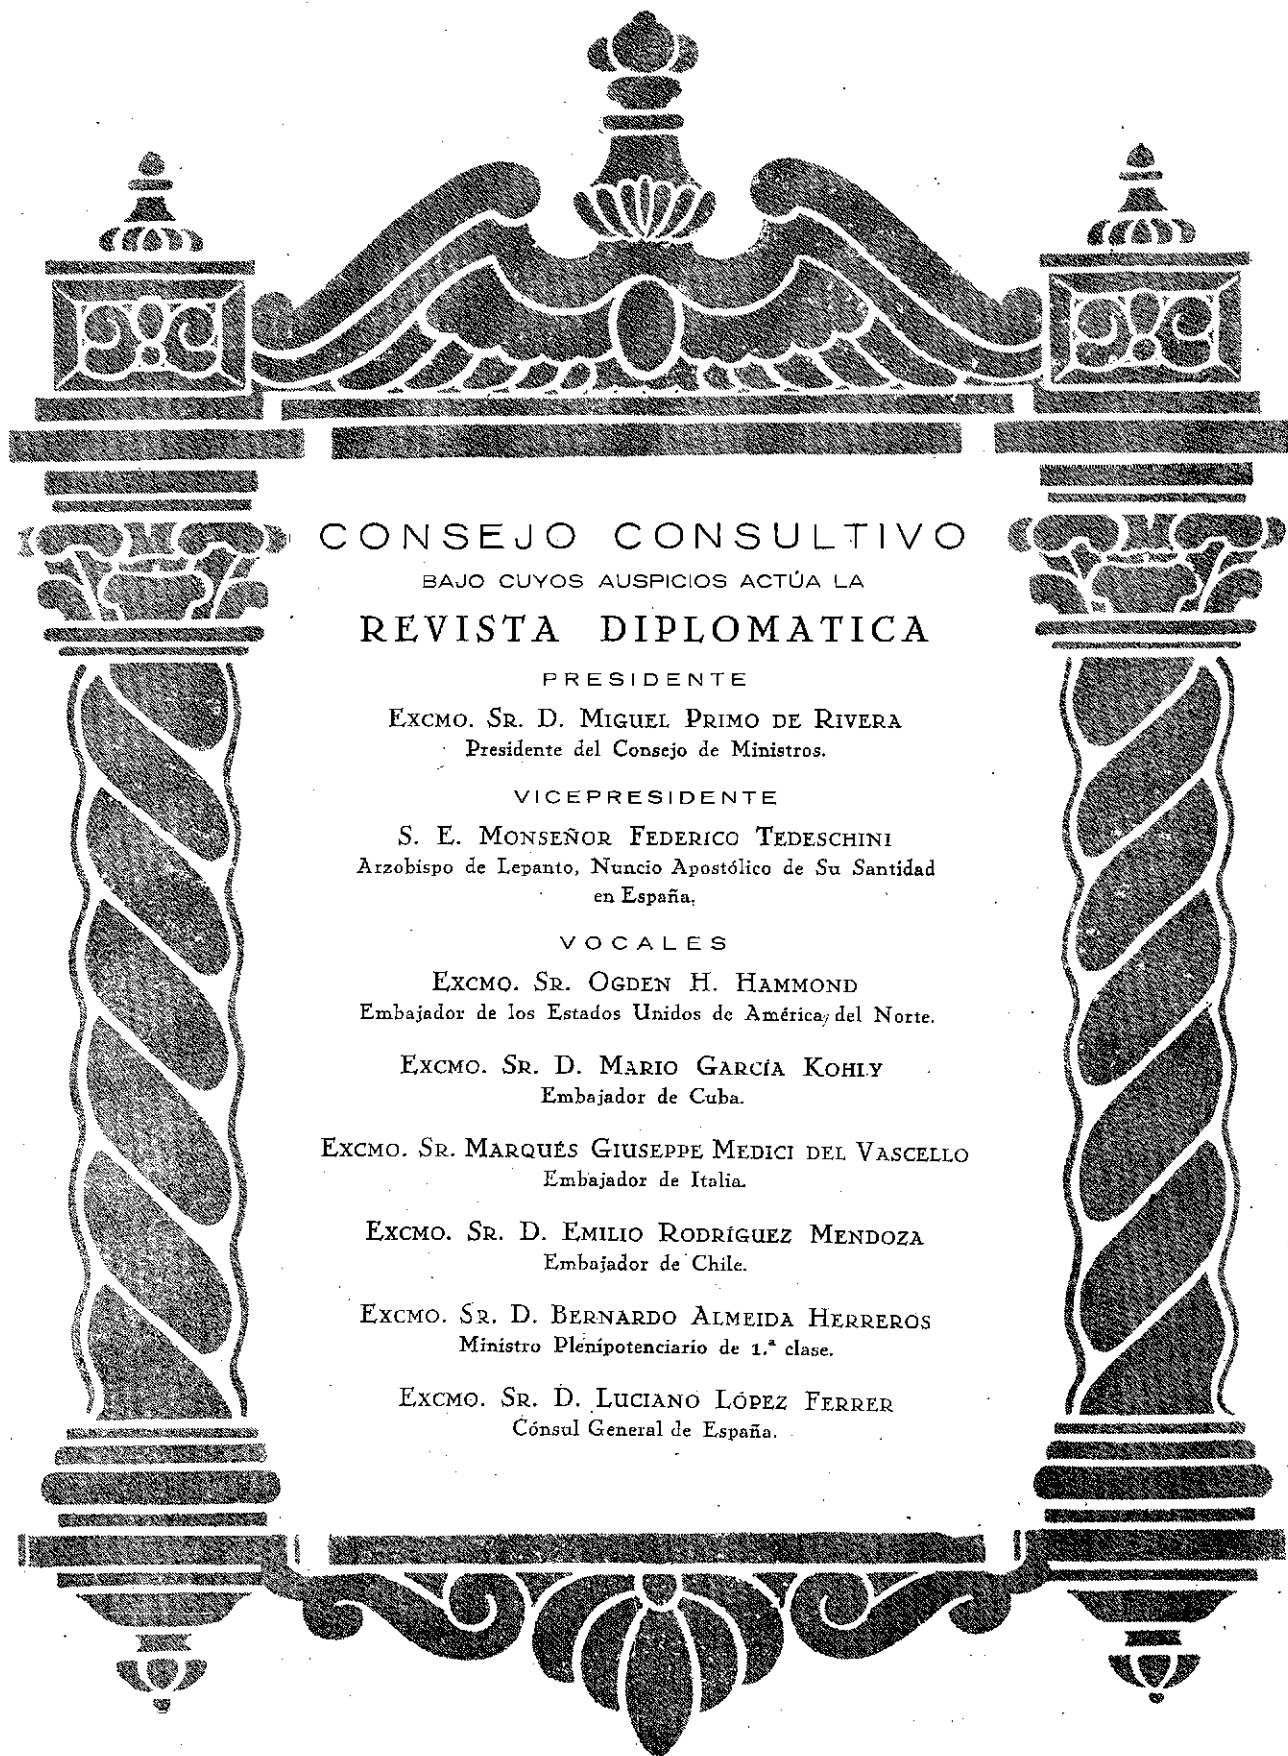 CONSEJO CONSULTIVO
BAJO CUYOS AUSPICIOS ACTÚA LA
REVISTA DIPLOMATICA
PRESIDENTE
EXCMO. SR. D. MIGUEL PRIMO DE RIVERA
Presidente del Consejo de Ministros.
VICEPRESIDENTE
S. E. MONSEÑOR FEDERICO TEDESCHINI
Arzobispo de Lepanto, Nuncio Apostólico de Su Santidad
en España.
VOCALES
EXCMO. SR. OGDEN H. HAMMOND
Embajador de los Estados Unidos de América del Norte.
EXCMO. SR. D. MARIO GARCÍA KOHLY
Embajador de Cuba.
EXCMO. SR. MARQUÉS GIUSEPPE MEDICI DEL VASCELLO
Embajador de Italia.
EXCMO. SR. D. EMILIO RODRÍGUEZ MENDOZA
Embajador de Chile.
EXCMO. SR. D. BERNARDO ALMEIDA HERREROS
Ministro Plenipotenciario de 1.ª clase.
EXCMO. SR. D. LUCIANO LÓPEZ FERRER
Cónsul General de España.